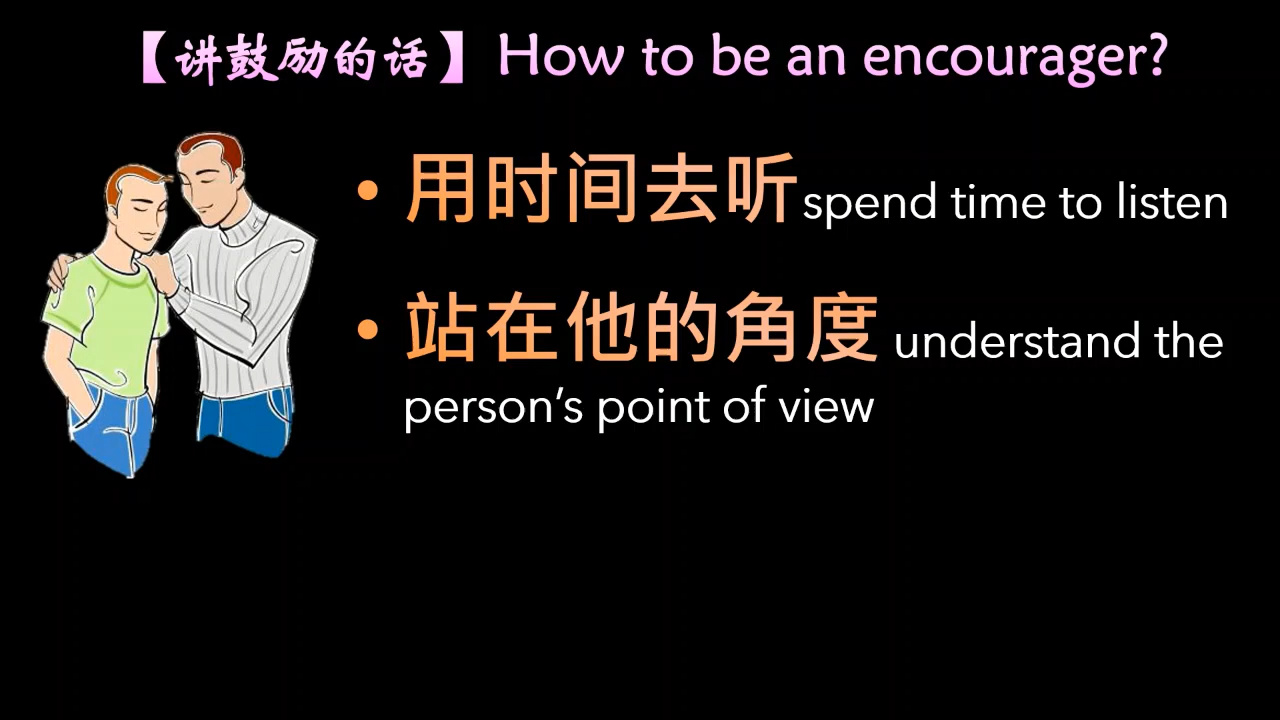 【讲鼓励的话】How to be an encourager?
• 用时间去听spend time to listen
• 站在他的角度 understand the
person’s point of view